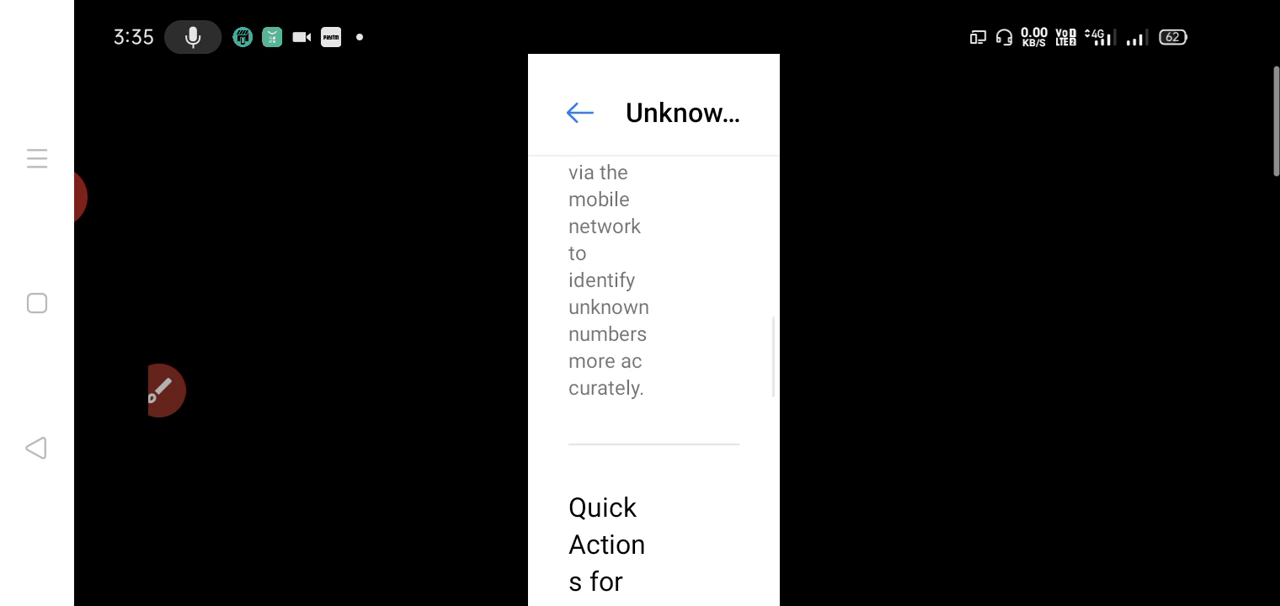 3:35
0.00 KB/S
VoD LTE
4G
62
Paytm
Unknow...
via the
mobile
network
to
identify
unknown
numbers
more ac
curately.
Quick
Action
s for